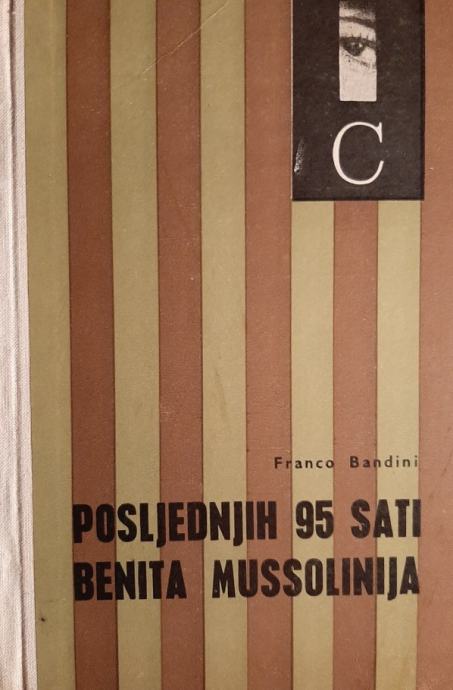 C
Franco Bandini
POSLJEDNJIH 95 SATI
BENITA MUSSOLINIJA